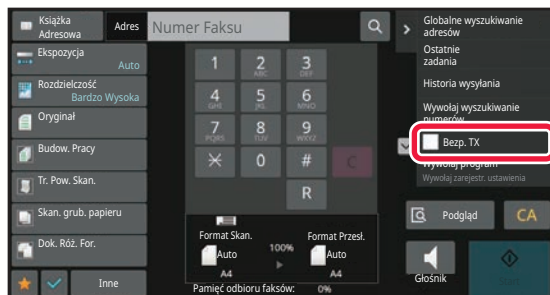 Książka
Adresowa
Adres
Numer Faksu
Ekspozycja
Auto
Rozdzielczość
Bardzo Wysoka
Oryginał
Budow. Pracy
Tr. Pow. Skan.
Skan. grub. papieru
Dok. Róż. For.
Inne
1
2
ABC
3
DEF
4
GHI
5
JKL
6
MNO
7
PQRS
8
TUV
9
WXYZ
0
#
C
R
Format Skan.
100%
Format Przesł.
Auto
A4
Auto
A4
Pamięć odbioru faksów: 0%
Globalne wyszukiwanie
adresów
Ostatnie
zadania
Historia wysyłania
Wywołaj wyszukiwanie
numerów
Bezp. TX
Wywołaj program
Wywołaj zarejestr. ustawienia
Podgląd
CA
Głośnik
Start